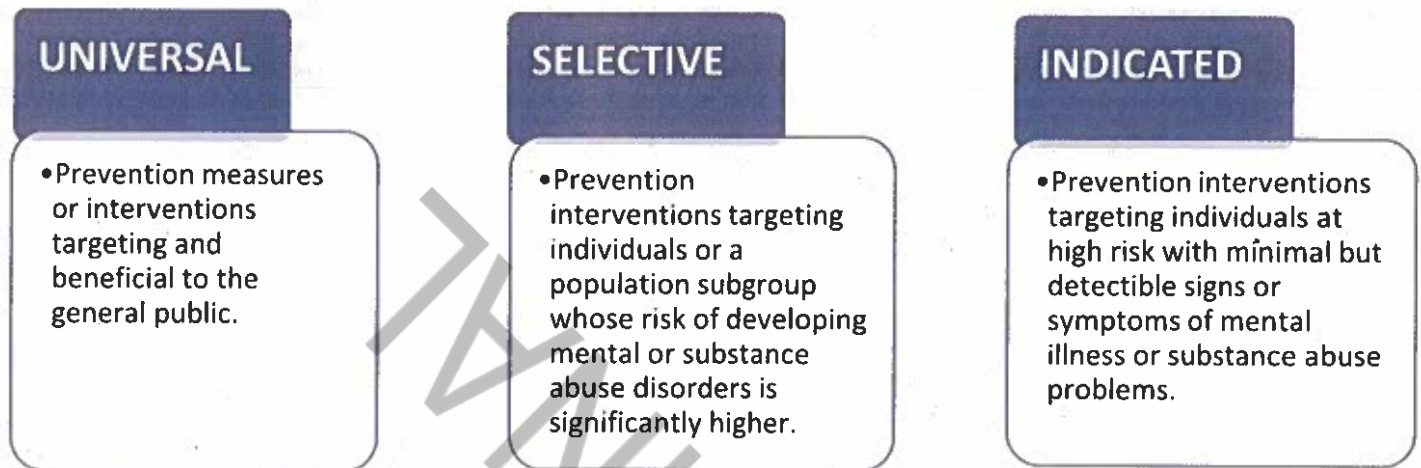 UNIVERSAL
•Prevention measures
or interventions
targeting and
beneficial to the
general public.
SELECTIVE
•Prevention
interventions targeting
individuals or a
population subgroup
whose risk of developing
mental or substance
abuse disorders is
significantly higher.
INDICATED
•Prevention interventions
targeting individuals at
high risk with minimal but
detectible signs or
symptoms of mental
illness or substance abuse
problems.